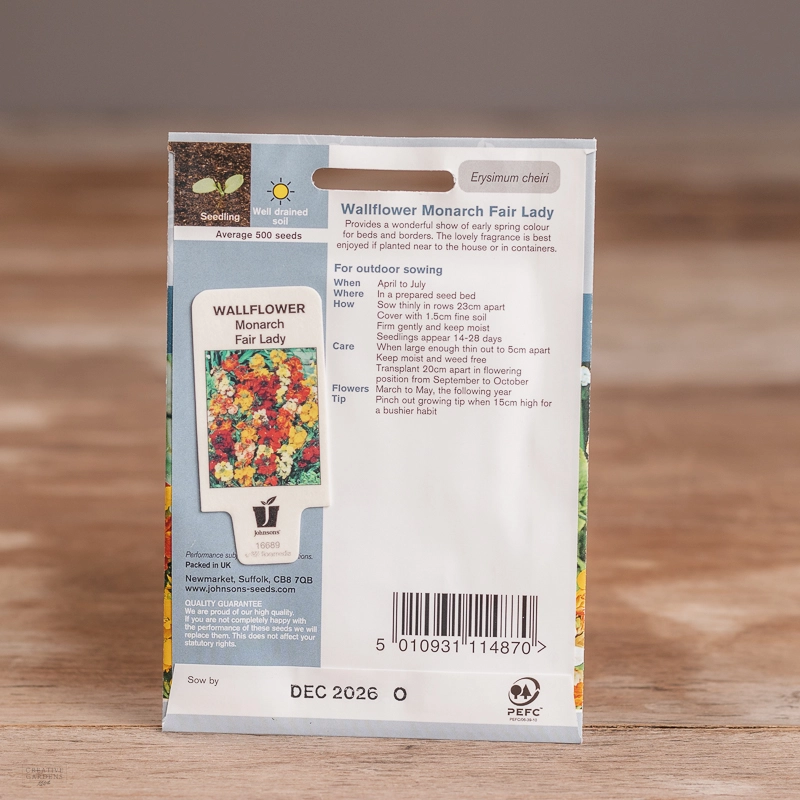 Erysimum cheiri
Seedling
Well drained
soil
Average 500 seeds
Wallflower Monarch Fair Lady
Provides a wonderful show of early spring colour
for beds and borders. The lovely fragrance is best
enjoyed if planted near to the house or in containers.
For outdoor sowing
When April to July
Where In a prepared seed bed
How Sow thinly in rows 23cm apart
Cover with 1.5cm fine soil
Firm gently and keep moist
Seedlings appear 14-28 days
Care When large enough thin out to 5cm apart
Keep moist and weed free
Transplant 20cm apart in flowering
position from September to October
Flowers March to May, the following year
Tip Pinch out growing tip when 15cm high for
a bushier habit
WALLFLOWER
Monarch
Fair Lady
Johnsons
16689
Performance
Packed in UK
Newmarket, Suffolk, CB8 7QB
www.johnsons-seeds.com
QUALITY GUARANTEE
We are proud of our high quality.
If you are not completely happy with
the performance of these seeds we will
replace them. This does not affect your
statutory rights.
5 010931 114870 >
Sow by
DEC 2026 O
PEFC
CREATIVE
GARDENS